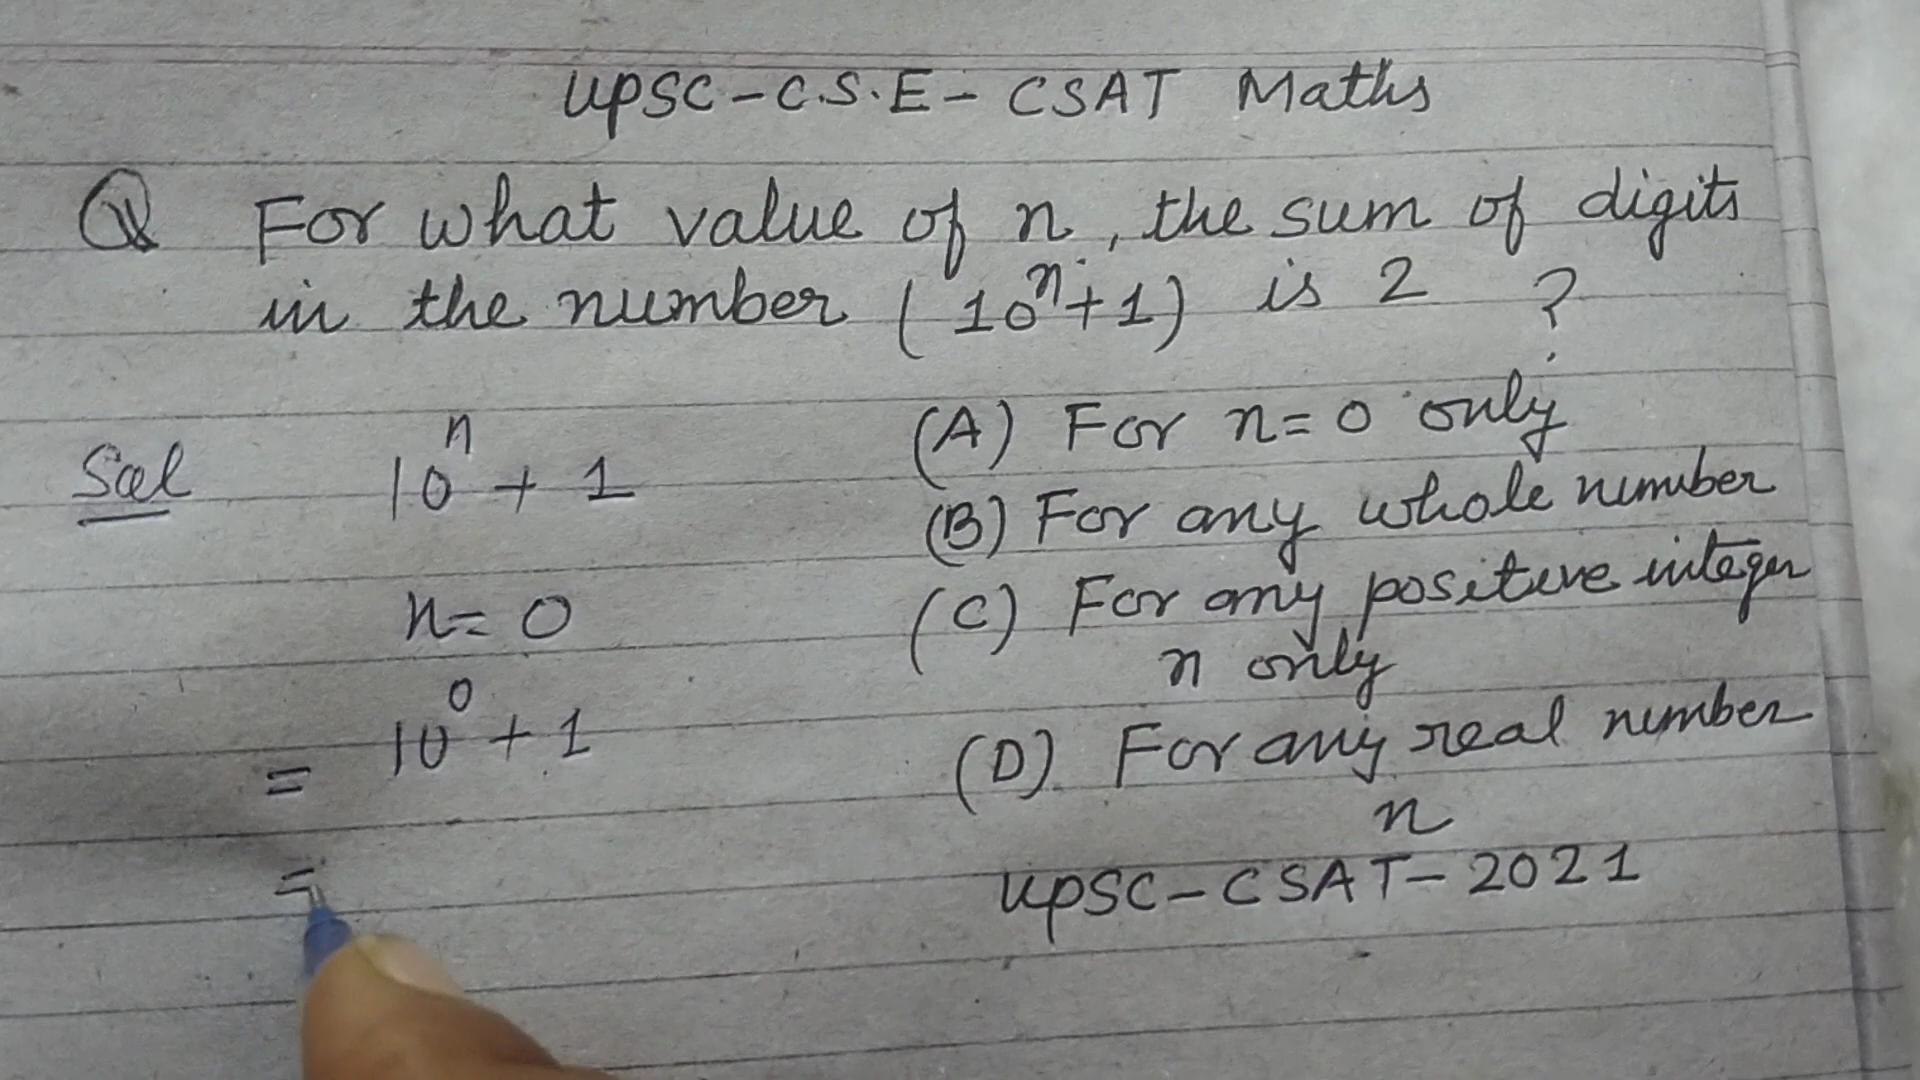 UPSC-C.S.E- CSAT Maths
Q For what value of n, the sum of digits
in the number (10ⁿ+1) is 2 ?
Sol 10ⁿ + 1
(A) For n=0 only
(B) For any whole number
n=0
(C) For any positive integer
n only
= 10⁰ + 1
(D). For any real number
n
=
UPSC-CSAT-2021